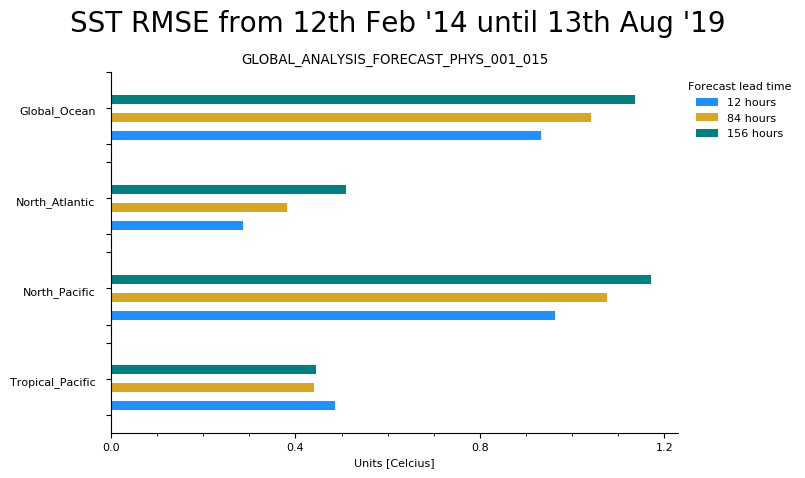 SST RMSE from 12th Feb '14 until 13th Aug '19
GLOBAL_ANALYSIS_FORECAST_PHYS_001_015
Forecast lead time
12 hours
84 hours
156 hours
Global_Ocean
North_Atlantic
North_Pacific
Tropical_Pacific
0.0 0.4 0.8 1.2
Units [Celcius]